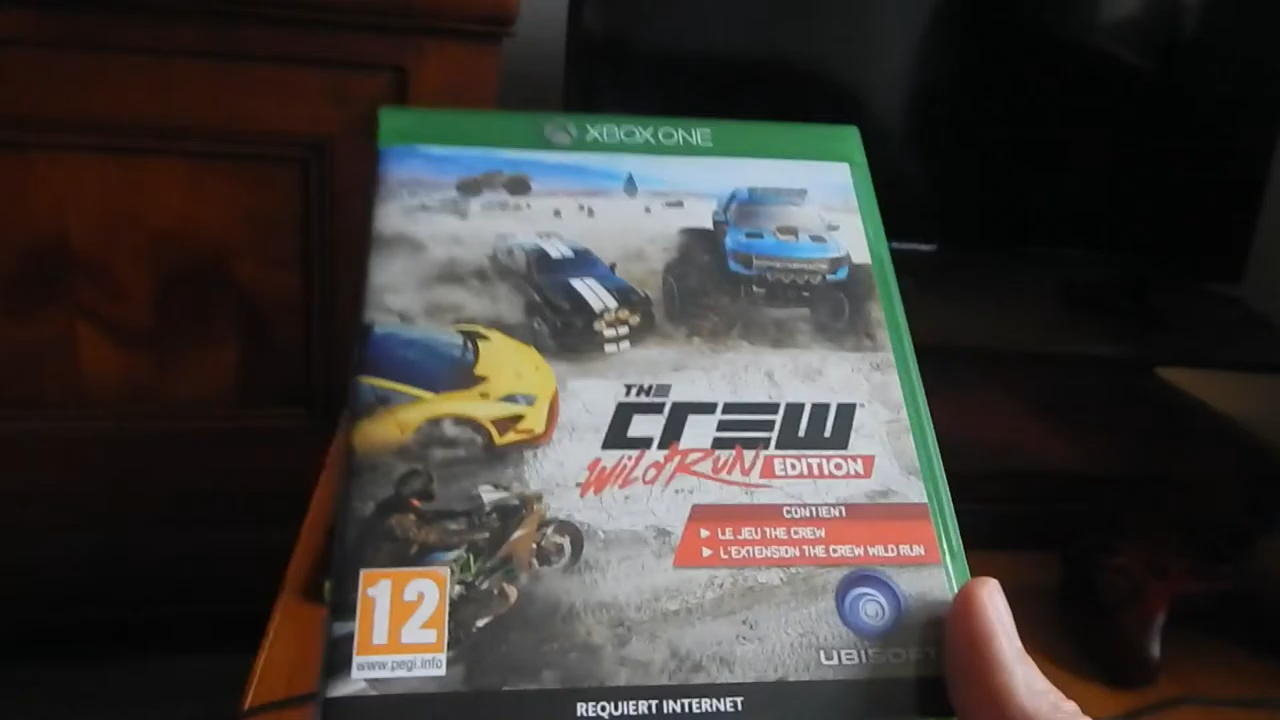 XBOX ONE
THE
CREW™
WILD RUN EDITION
CONTIENT
LE JEU THE CREW
L'EXTENSION THE CREW WILD RUN
12
www.pegi.info
UBISOFT
REQUIERT INTERNET